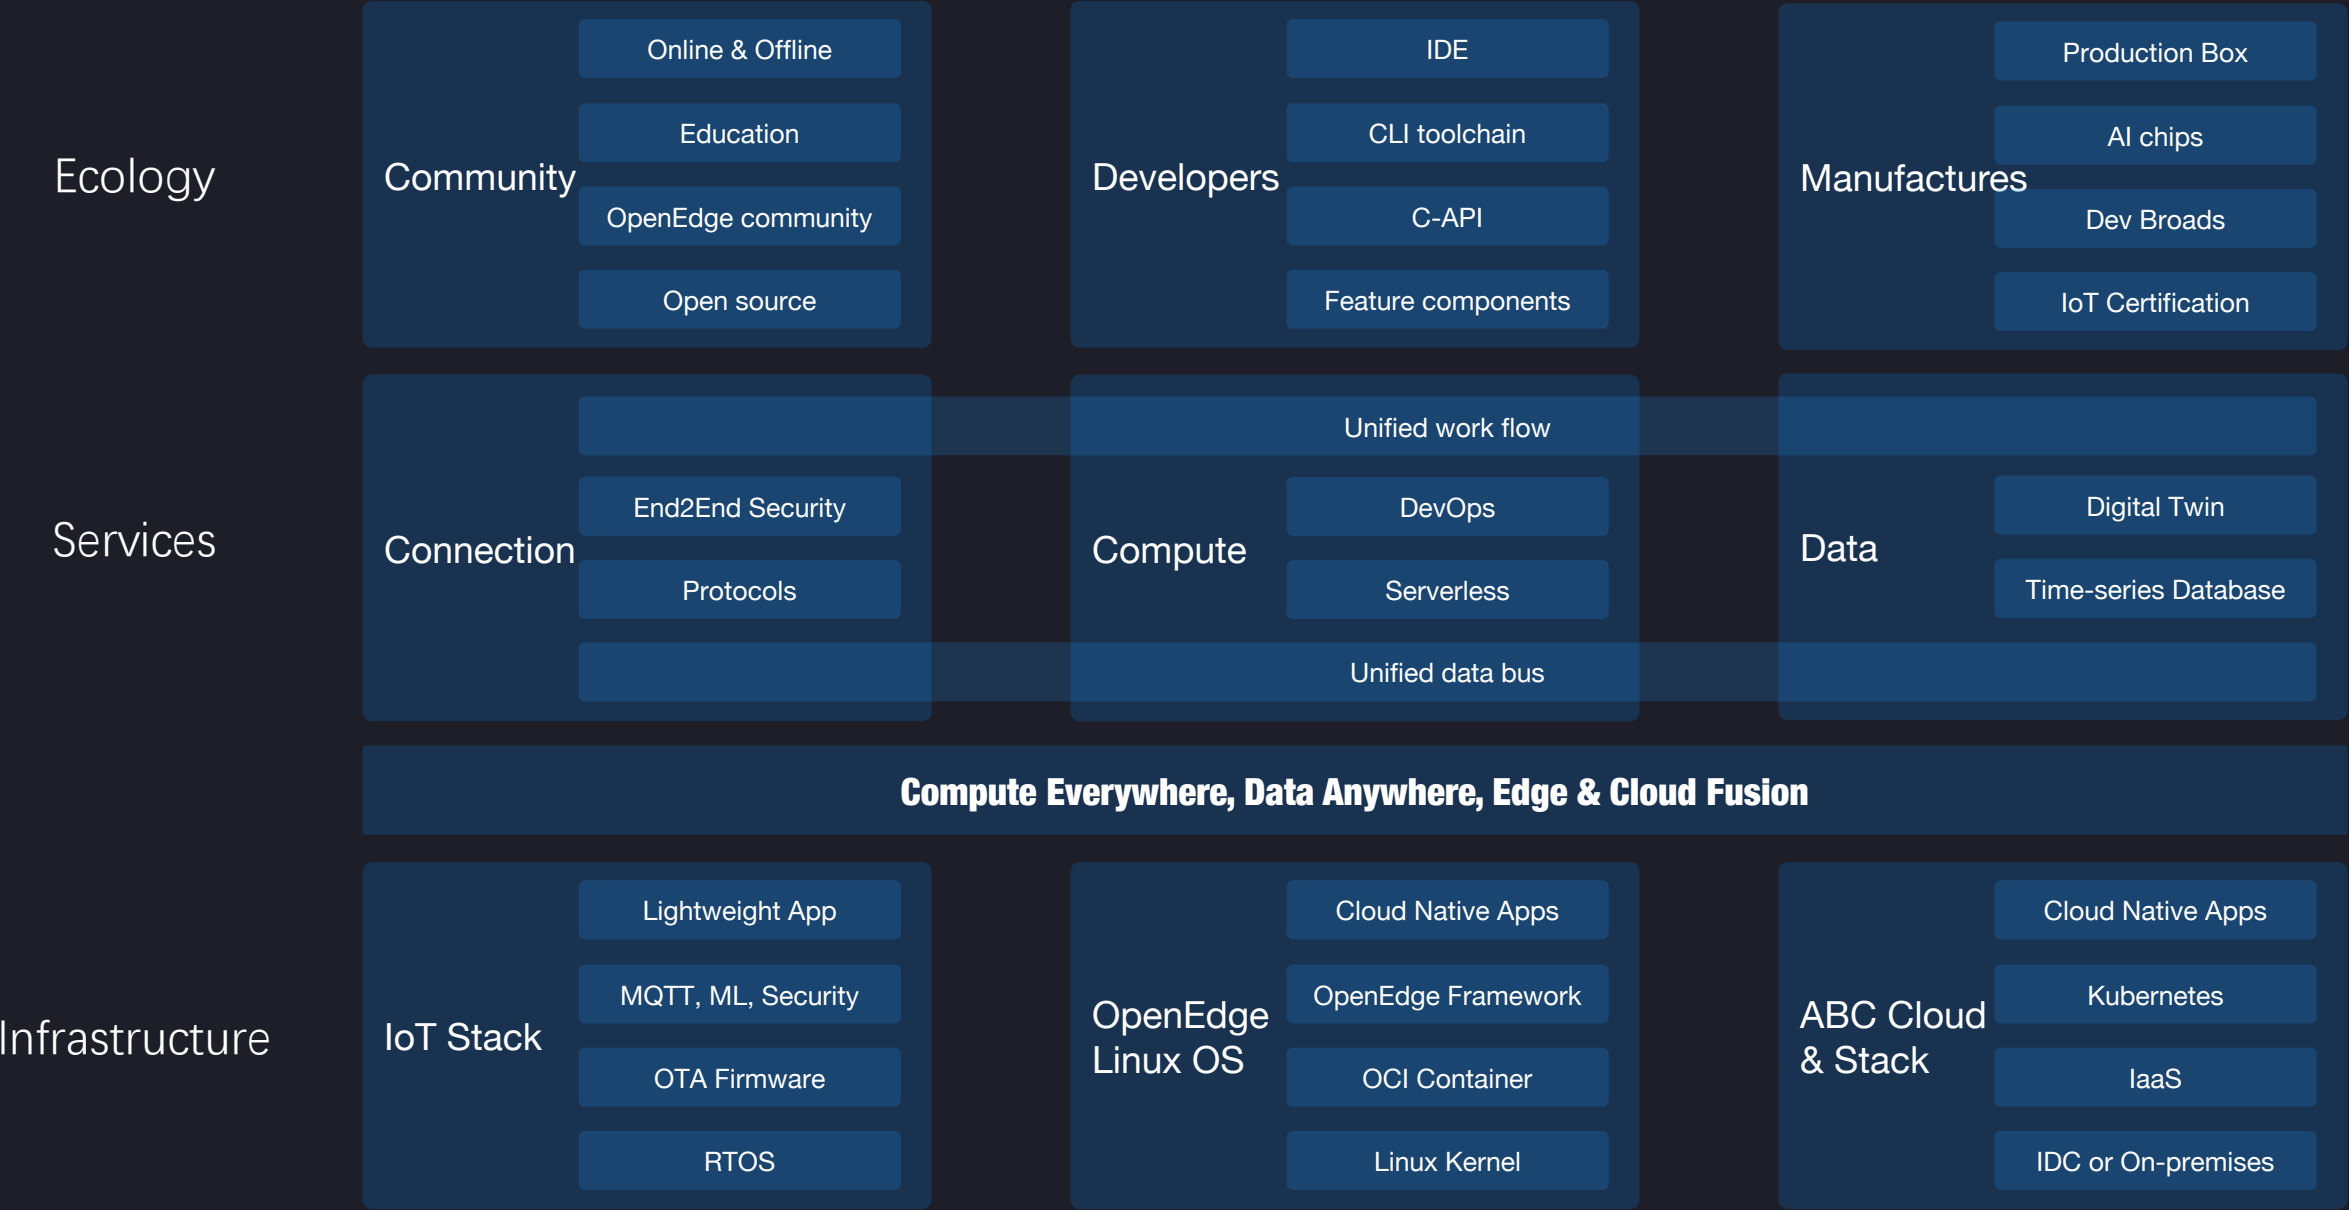 Ecology
Community
Online & Offline
Education
OpenEdge community
Open source
Developers
IDE
CLI toolchain
C-API
Feature components
Manufactures
Production Box
AI chips
Dev Broads
IoT Certification
Services
Unified work flow
Connection
End2End Security
Protocols
Compute
DevOps
Serverless
Data
Digital Twin
Time-series Database
Unified data bus
Compute Everywhere, Data Anywhere, Edge & Cloud Fusion
Infrastructure
IoT Stack
Lightweight App
MQTT, ML, Security
OTA Firmware
RTOS
OpenEdge
Linux OS
Cloud Native Apps
OpenEdge Framework
OCI Container
Linux Kernel
ABC Cloud
& Stack
Cloud Native Apps
Kubernetes
IaaS
IDC or On-premises